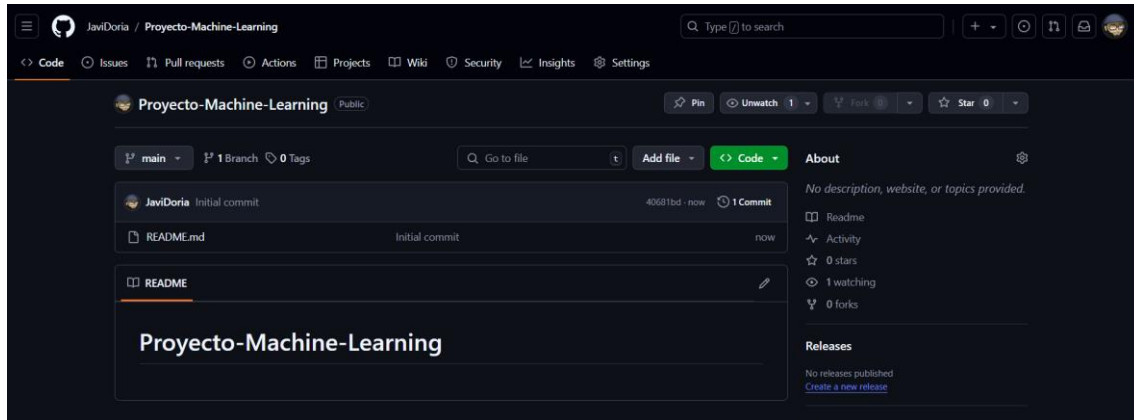 JaviDoria / Proyecto-Machine-Learning
Type / to search
Code Issues Pull requests Actions Projects Wiki Security Insights Settings
Proyecto-Machine-Learning Public
Pin Unwatch 1 Fork 0 Star 0
main 1 Branch 0 Tags
Go to file t Add file Code
JaviDoria Initial commit 40681bd · now 1 Commit
README.md Initial commit now
README
Proyecto-Machine-Learning
About
No description, website, or topics provided.
Readme
Activity
0 stars
1 watching
0 forks
Releases
No releases published
Create a new release